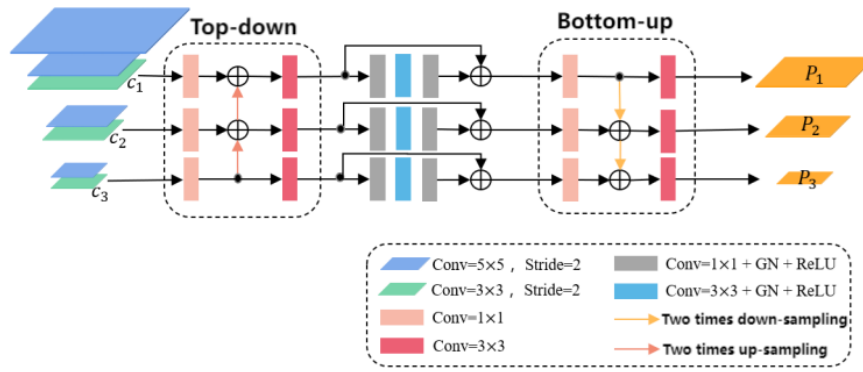 Top-down
Bottom-up
c₁
P₁
c₂
P₂
c₃
P₃
Conv=5×5 , Stride=2
Conv=1×1 + GN + ReLU
Conv=3×3 , Stride=2
Conv=3×3 + GN + ReLU
Conv=1×1
Two times down-sampling
Conv=3×3
Two times up-sampling